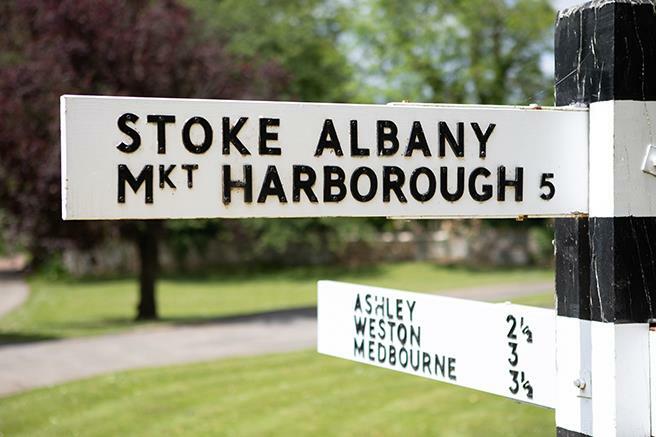 STOKE ALBANY
MKT HARBOROUGH 5
ASHLEY 2½
WESTON 3
MEDBOURNE 3½